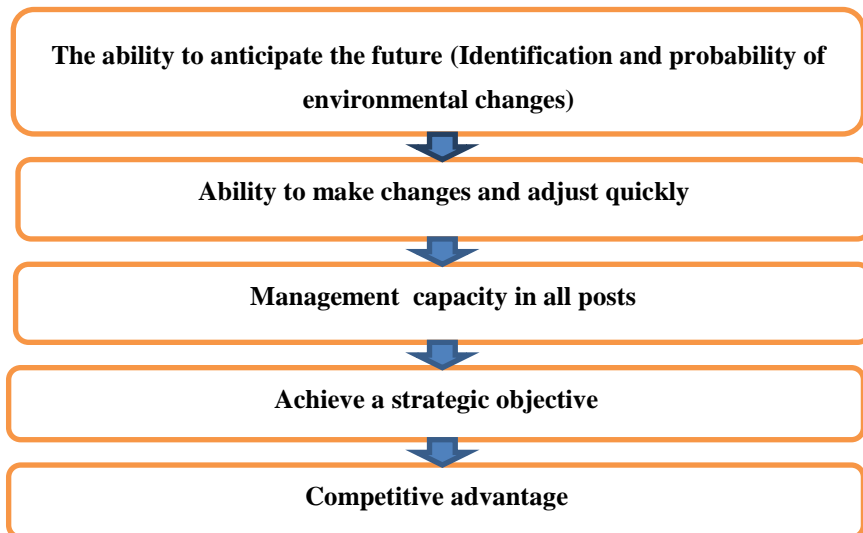 The ability to anticipate the future (Identification and probability of
environmental changes)
Ability to make changes and adjust quickly
Management capacity in all posts
Achieve a strategic objective
Competitive advantage